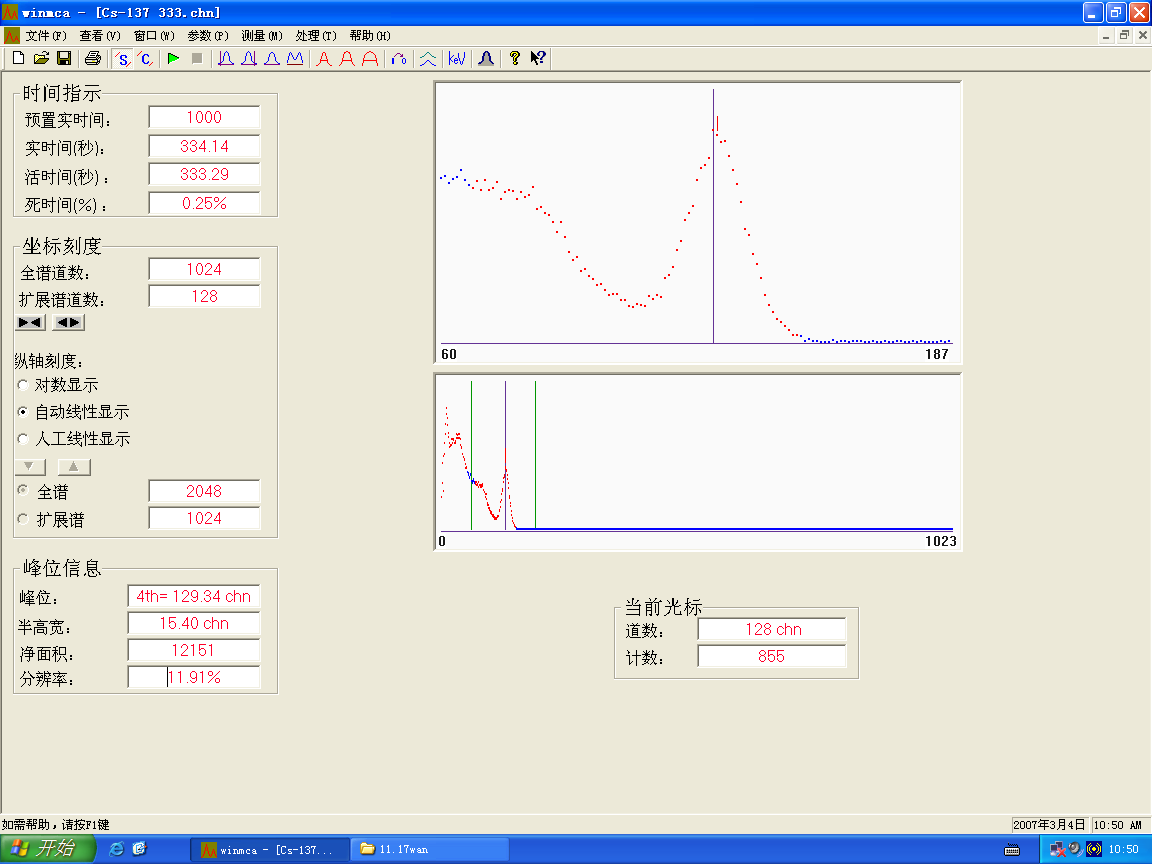 winmca - [Cs-137 333.chn]
文件(F) 查看(V) 窗口(W) 参数(P) 测量(M) 处理(T) 帮助(H)
S C keV ? ?
时间指示
预置实时间: 1000
实时间(秒): 334.14
活时间(秒): 333.29
死时间(%): 0.25%
坐标刻度
全谱道数: 1024
扩展谱道数: 128
纵轴刻度:
对数显示
自动线性显示
人工线性显示
全谱 2048
扩展谱 1024
峰位信息
峰位: 4th= 129.34 chn
半高宽: 15.40 chn
净面积: 12151
分辨率: 11.91%
60 187
0 1023
当前光标
道数: 128 chn
计数: 855
如需帮助,请按F1键 2007年3月4日 10:50 AM
开始 winmca - [Cs-137... 11.17wan 10:50